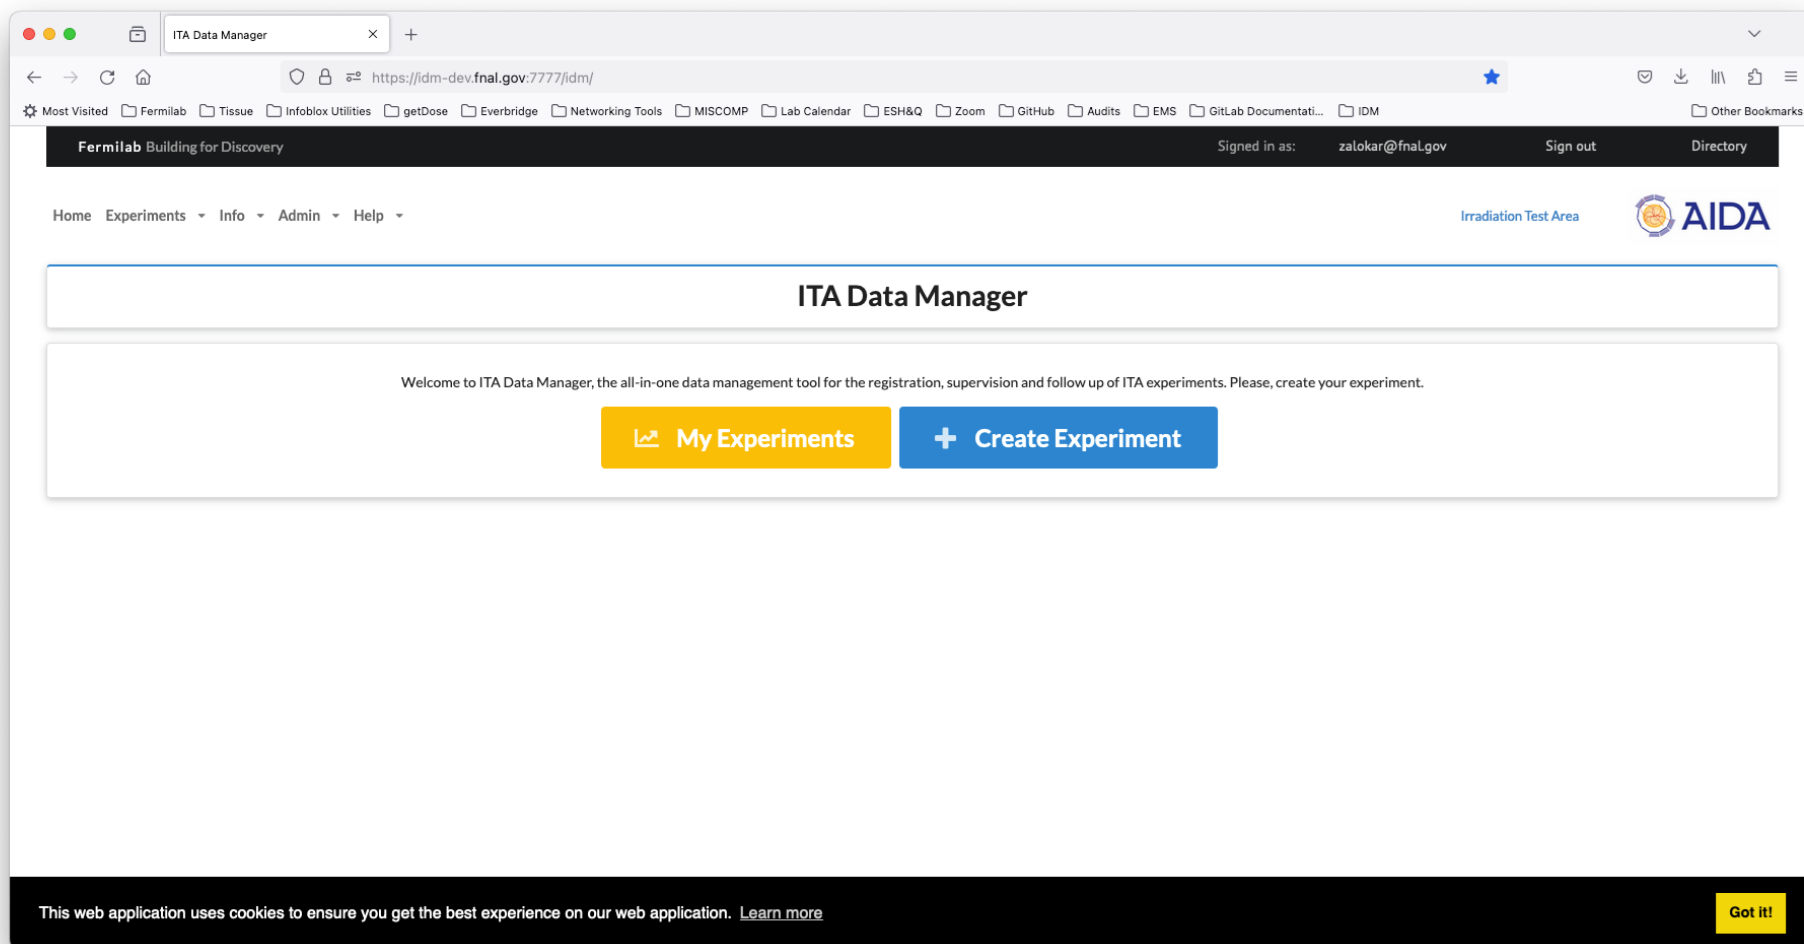 ITA Data Manager
https://idm-dev.fnal.gov:7777/idm/
Most Visited Fermilab Tissue Infoblox Utilities getDose Everbridge Networking Tools MISCOMP Lab Calendar ESH&Q Zoom GitHub Audits EMS GitLab Documentati... IDM Other Bookmarks
Fermilab Building for Discovery Signed in as: zalokar@fnal.gov Sign out Directory
Home Experiments Info Admin Help Irradiation Test Area AIDA
ITA Data Manager
Welcome to ITA Data Manager, the all-in-one data management tool for the registration, supervision and follow up of ITA experiments. Please, create your experiment.
My Experiments Create Experiment
This web application uses cookies to ensure you get the best experience on our web application. Learn more Got it!